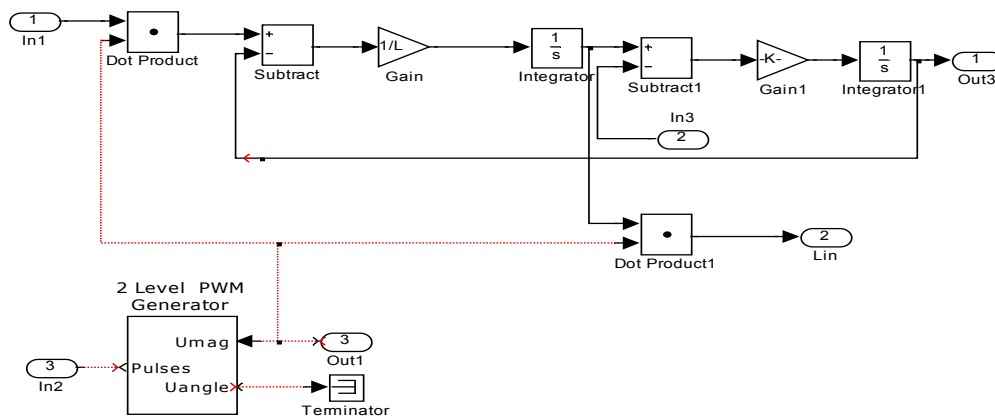 1
In1
Dot Product
+
−
Subtract
1/L
Gain
1
s
Integrator
+
−
Subtract1
-K-
Gain1
1
s
Integrator1
1
Out3
In3
2
Dot Product1
2
Lin
2 Level PWM
Generator
Umag
Pulses
Uangle
3
In2
3
Out1
Terminator